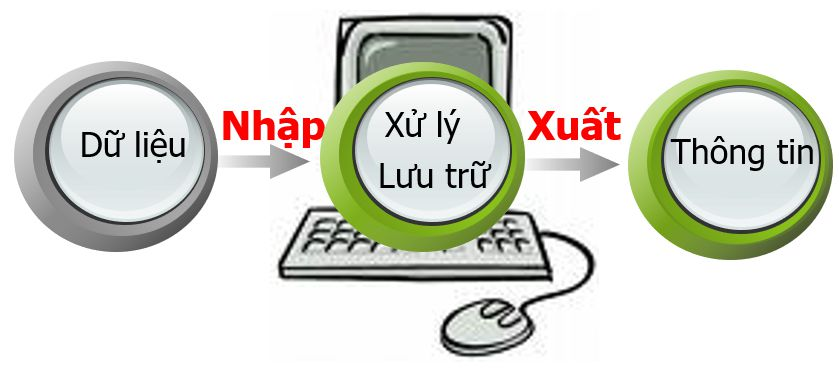 Dữ liệu
Nhập
Xử lý
Lưu trữ
Xuất
Thông tin